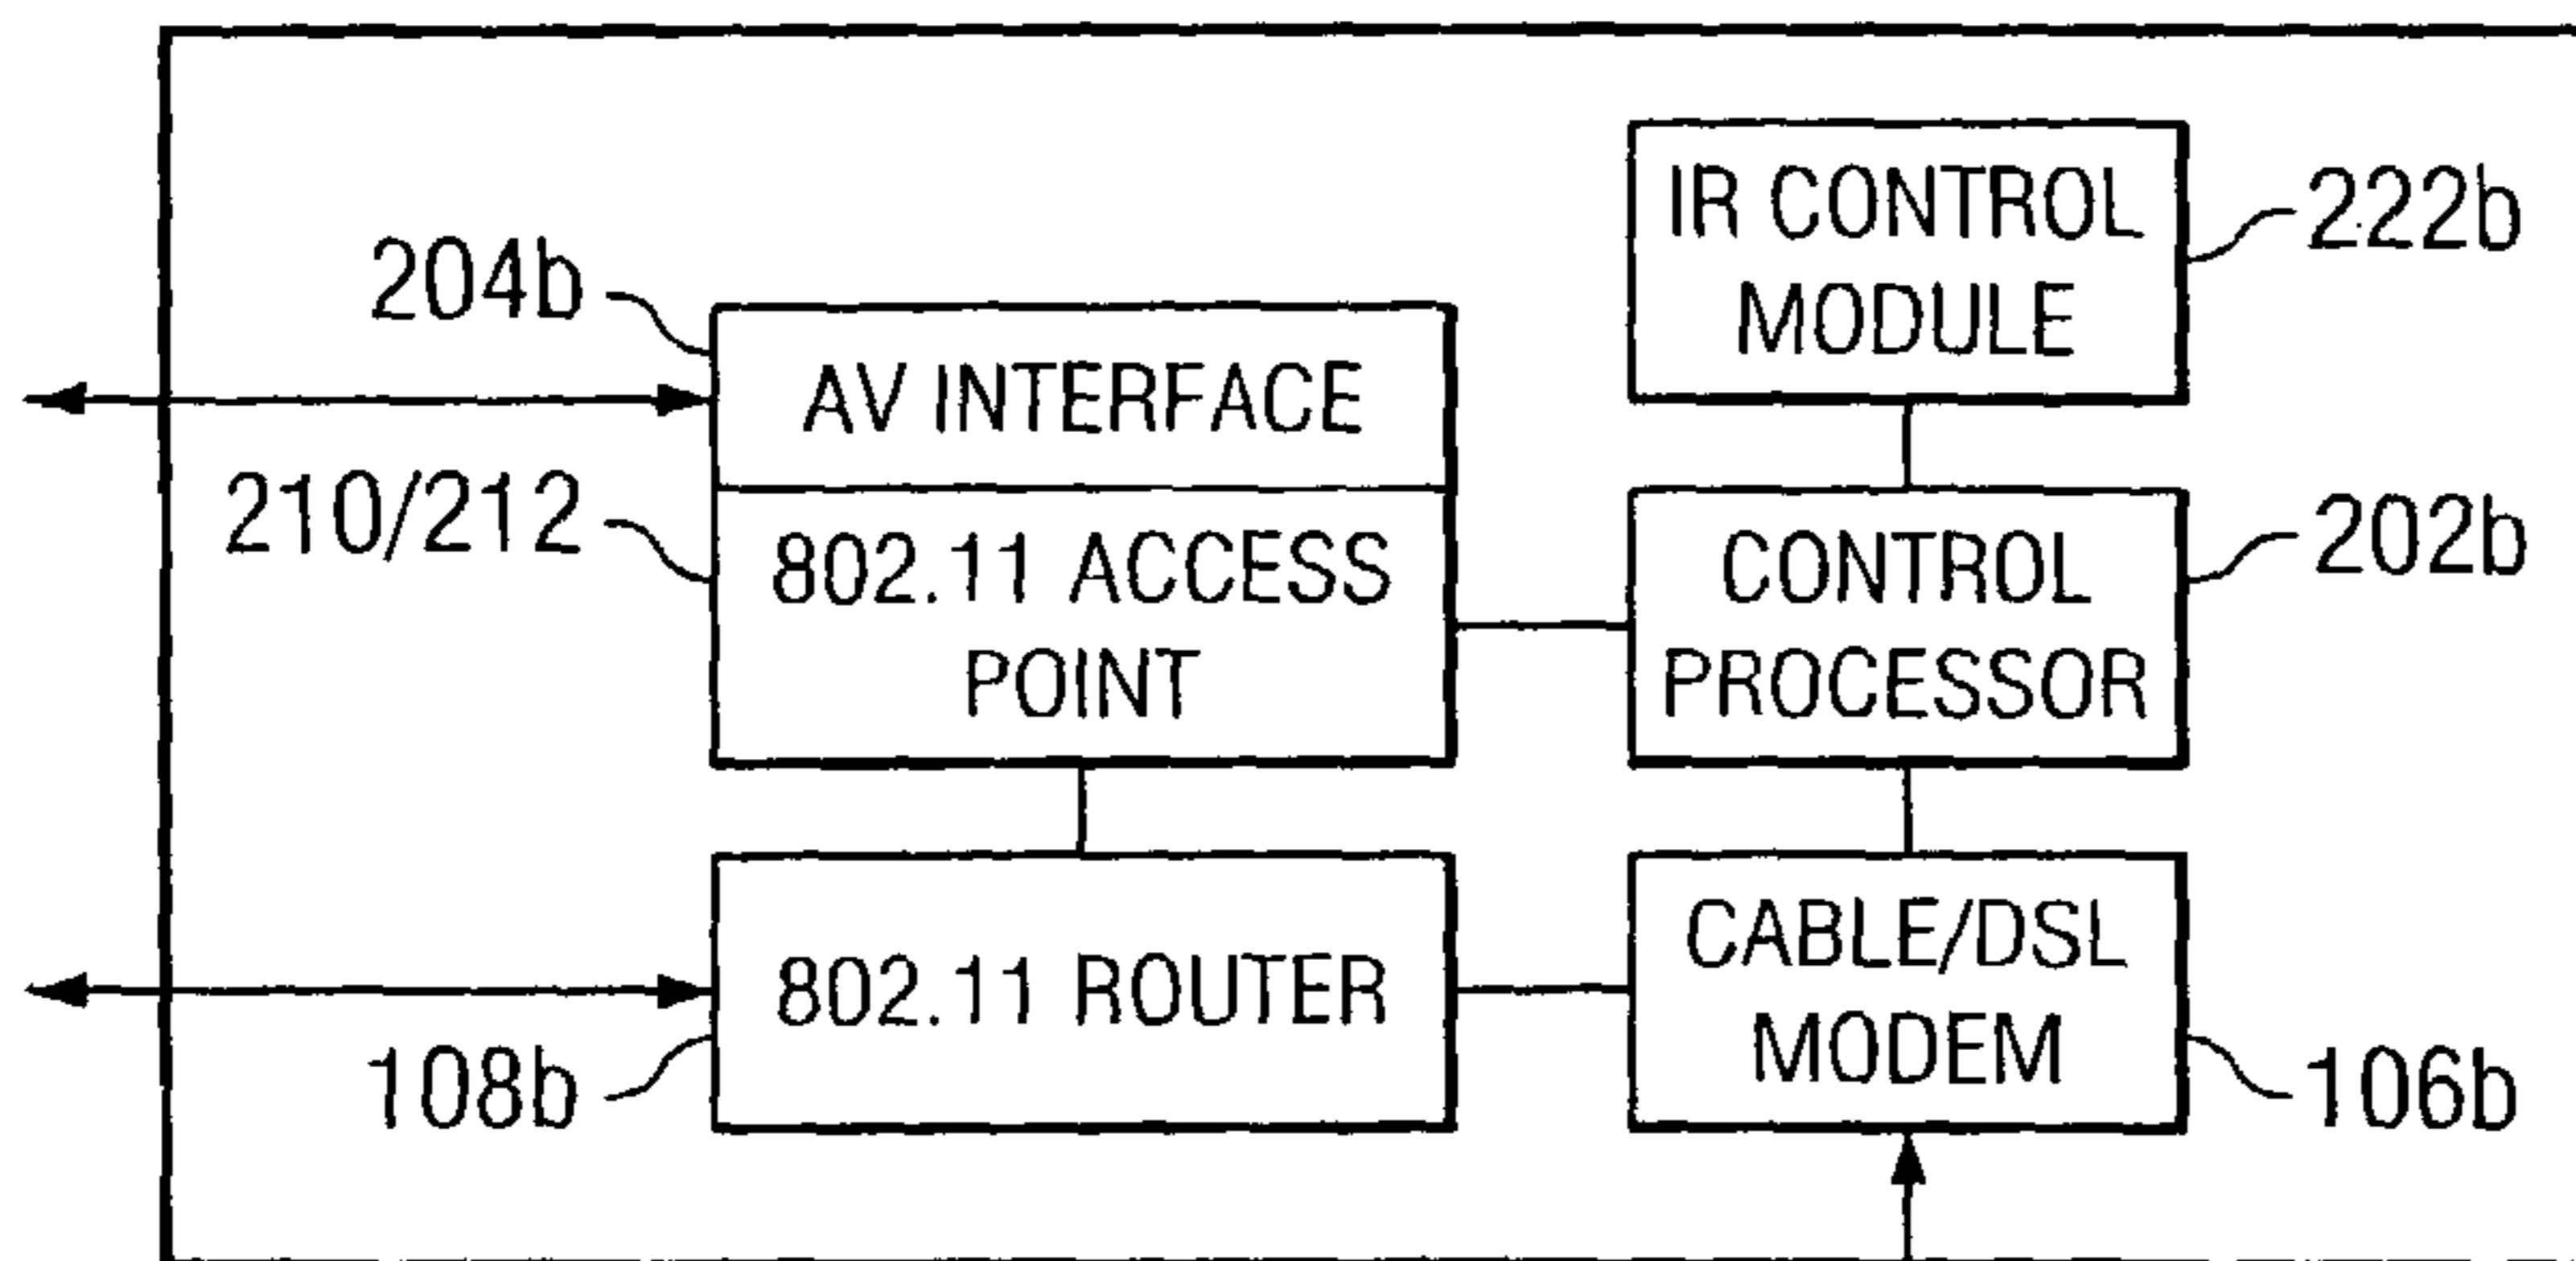 IR CONTROL
MODULE
222b
204b
AV INTERFACE
210/212
802.11 ACCESS
POINT
CONTROL
PROCESSOR
202b
802.11 ROUTER
108b
CABLE/DSL
MODEM
106b